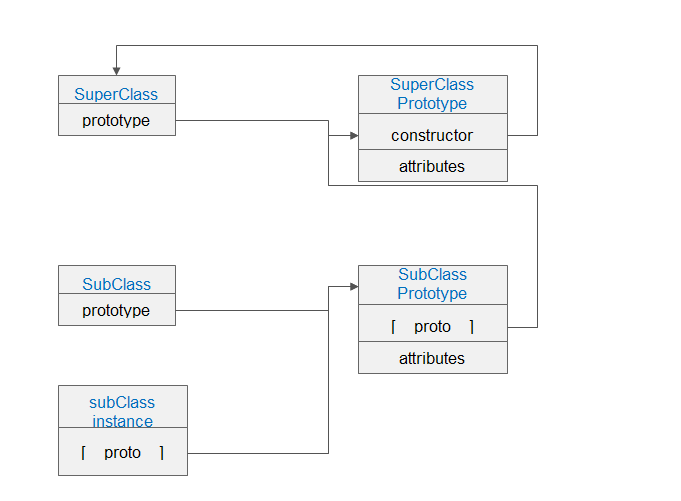 SuperClass
prototype
SuperClass
Prototype
constructor
attributes
SubClass
prototype
SubClass
Prototype
[ proto ]
attributes
subClass
instance
[ proto ]